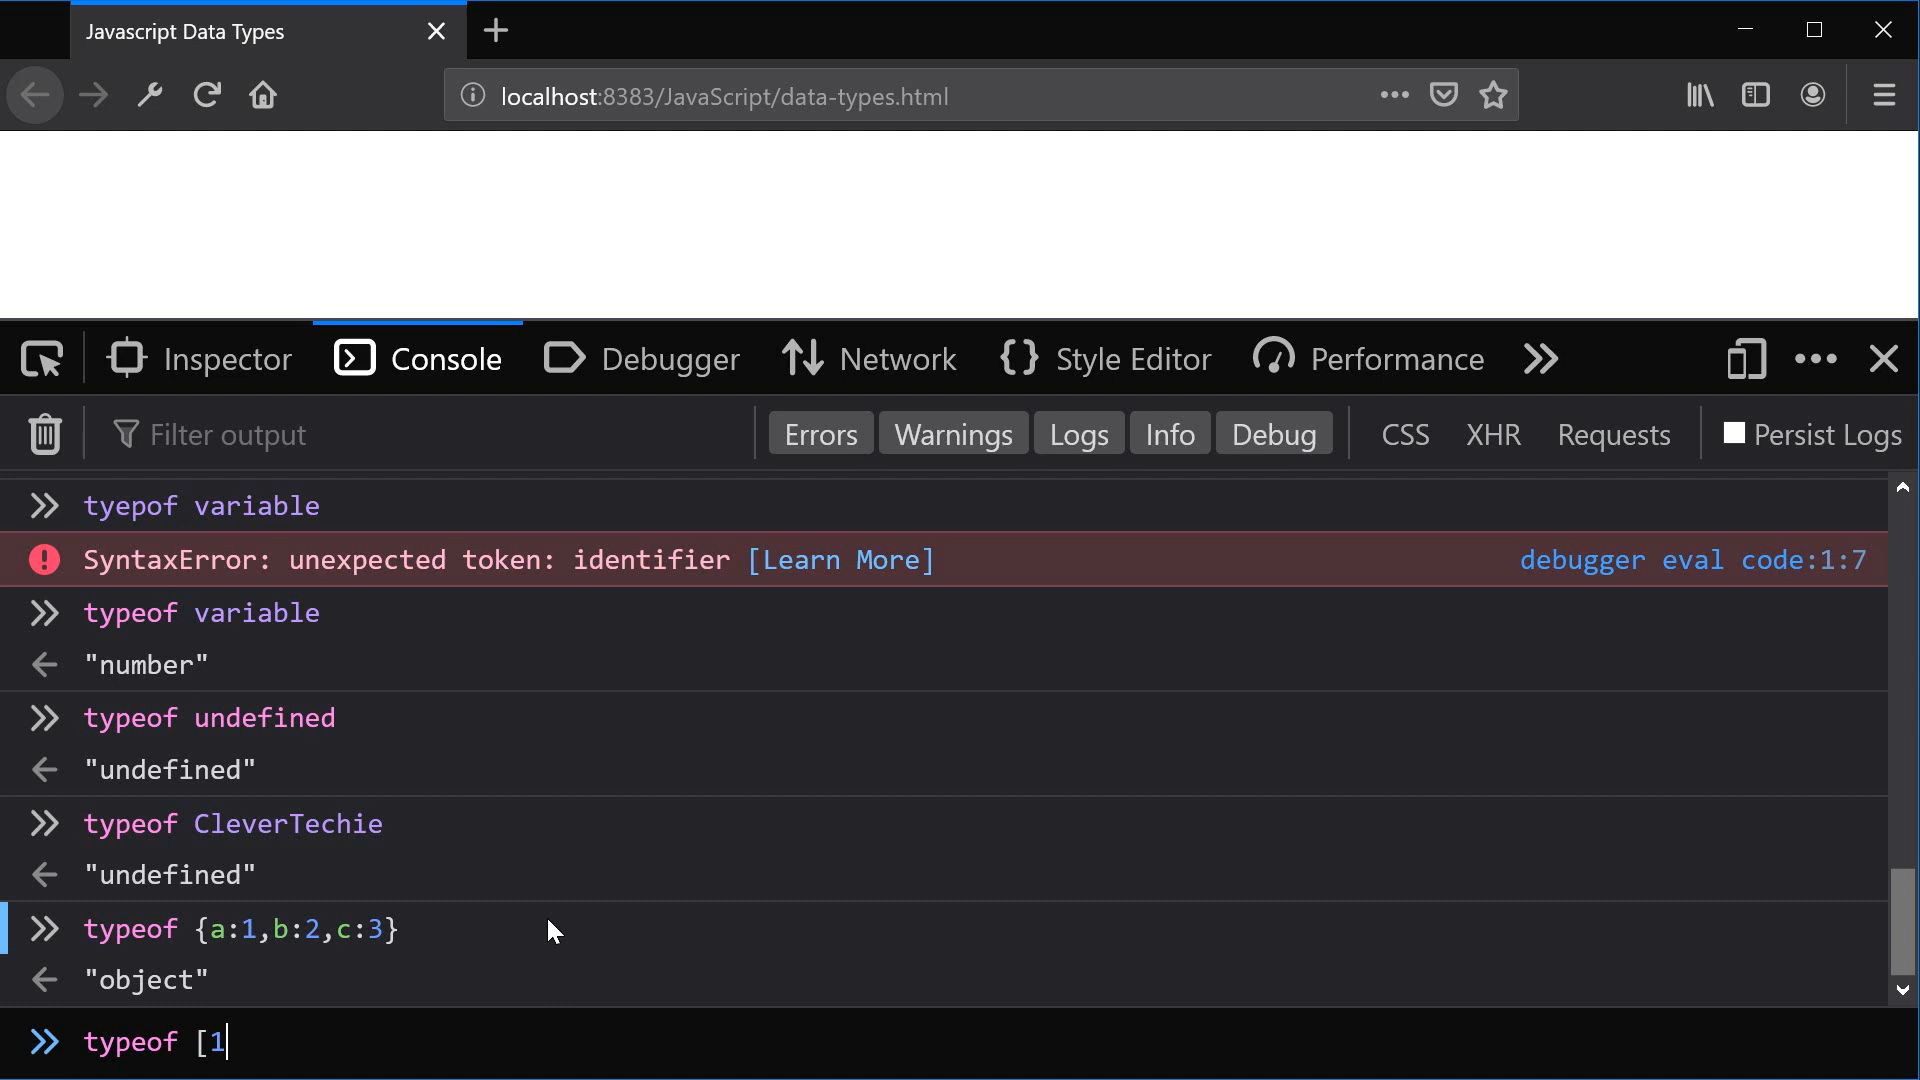 Javascript Data Types
localhost:8383/JavaScript/data-types.html
Inspector Console Debugger Network {} Style Editor Performance
Filter output Errors Warnings Logs Info Debug CSS XHR Requests Persist Logs
tyepof variable
SyntaxError: unexpected token: identifier [Learn More] debugger eval code:1:7
typeof variable
"number"
typeof undefined
"undefined"
typeof CleverTechie
"undefined"
typeof {a:1,b:2,c:3}
"object"
typeof [1